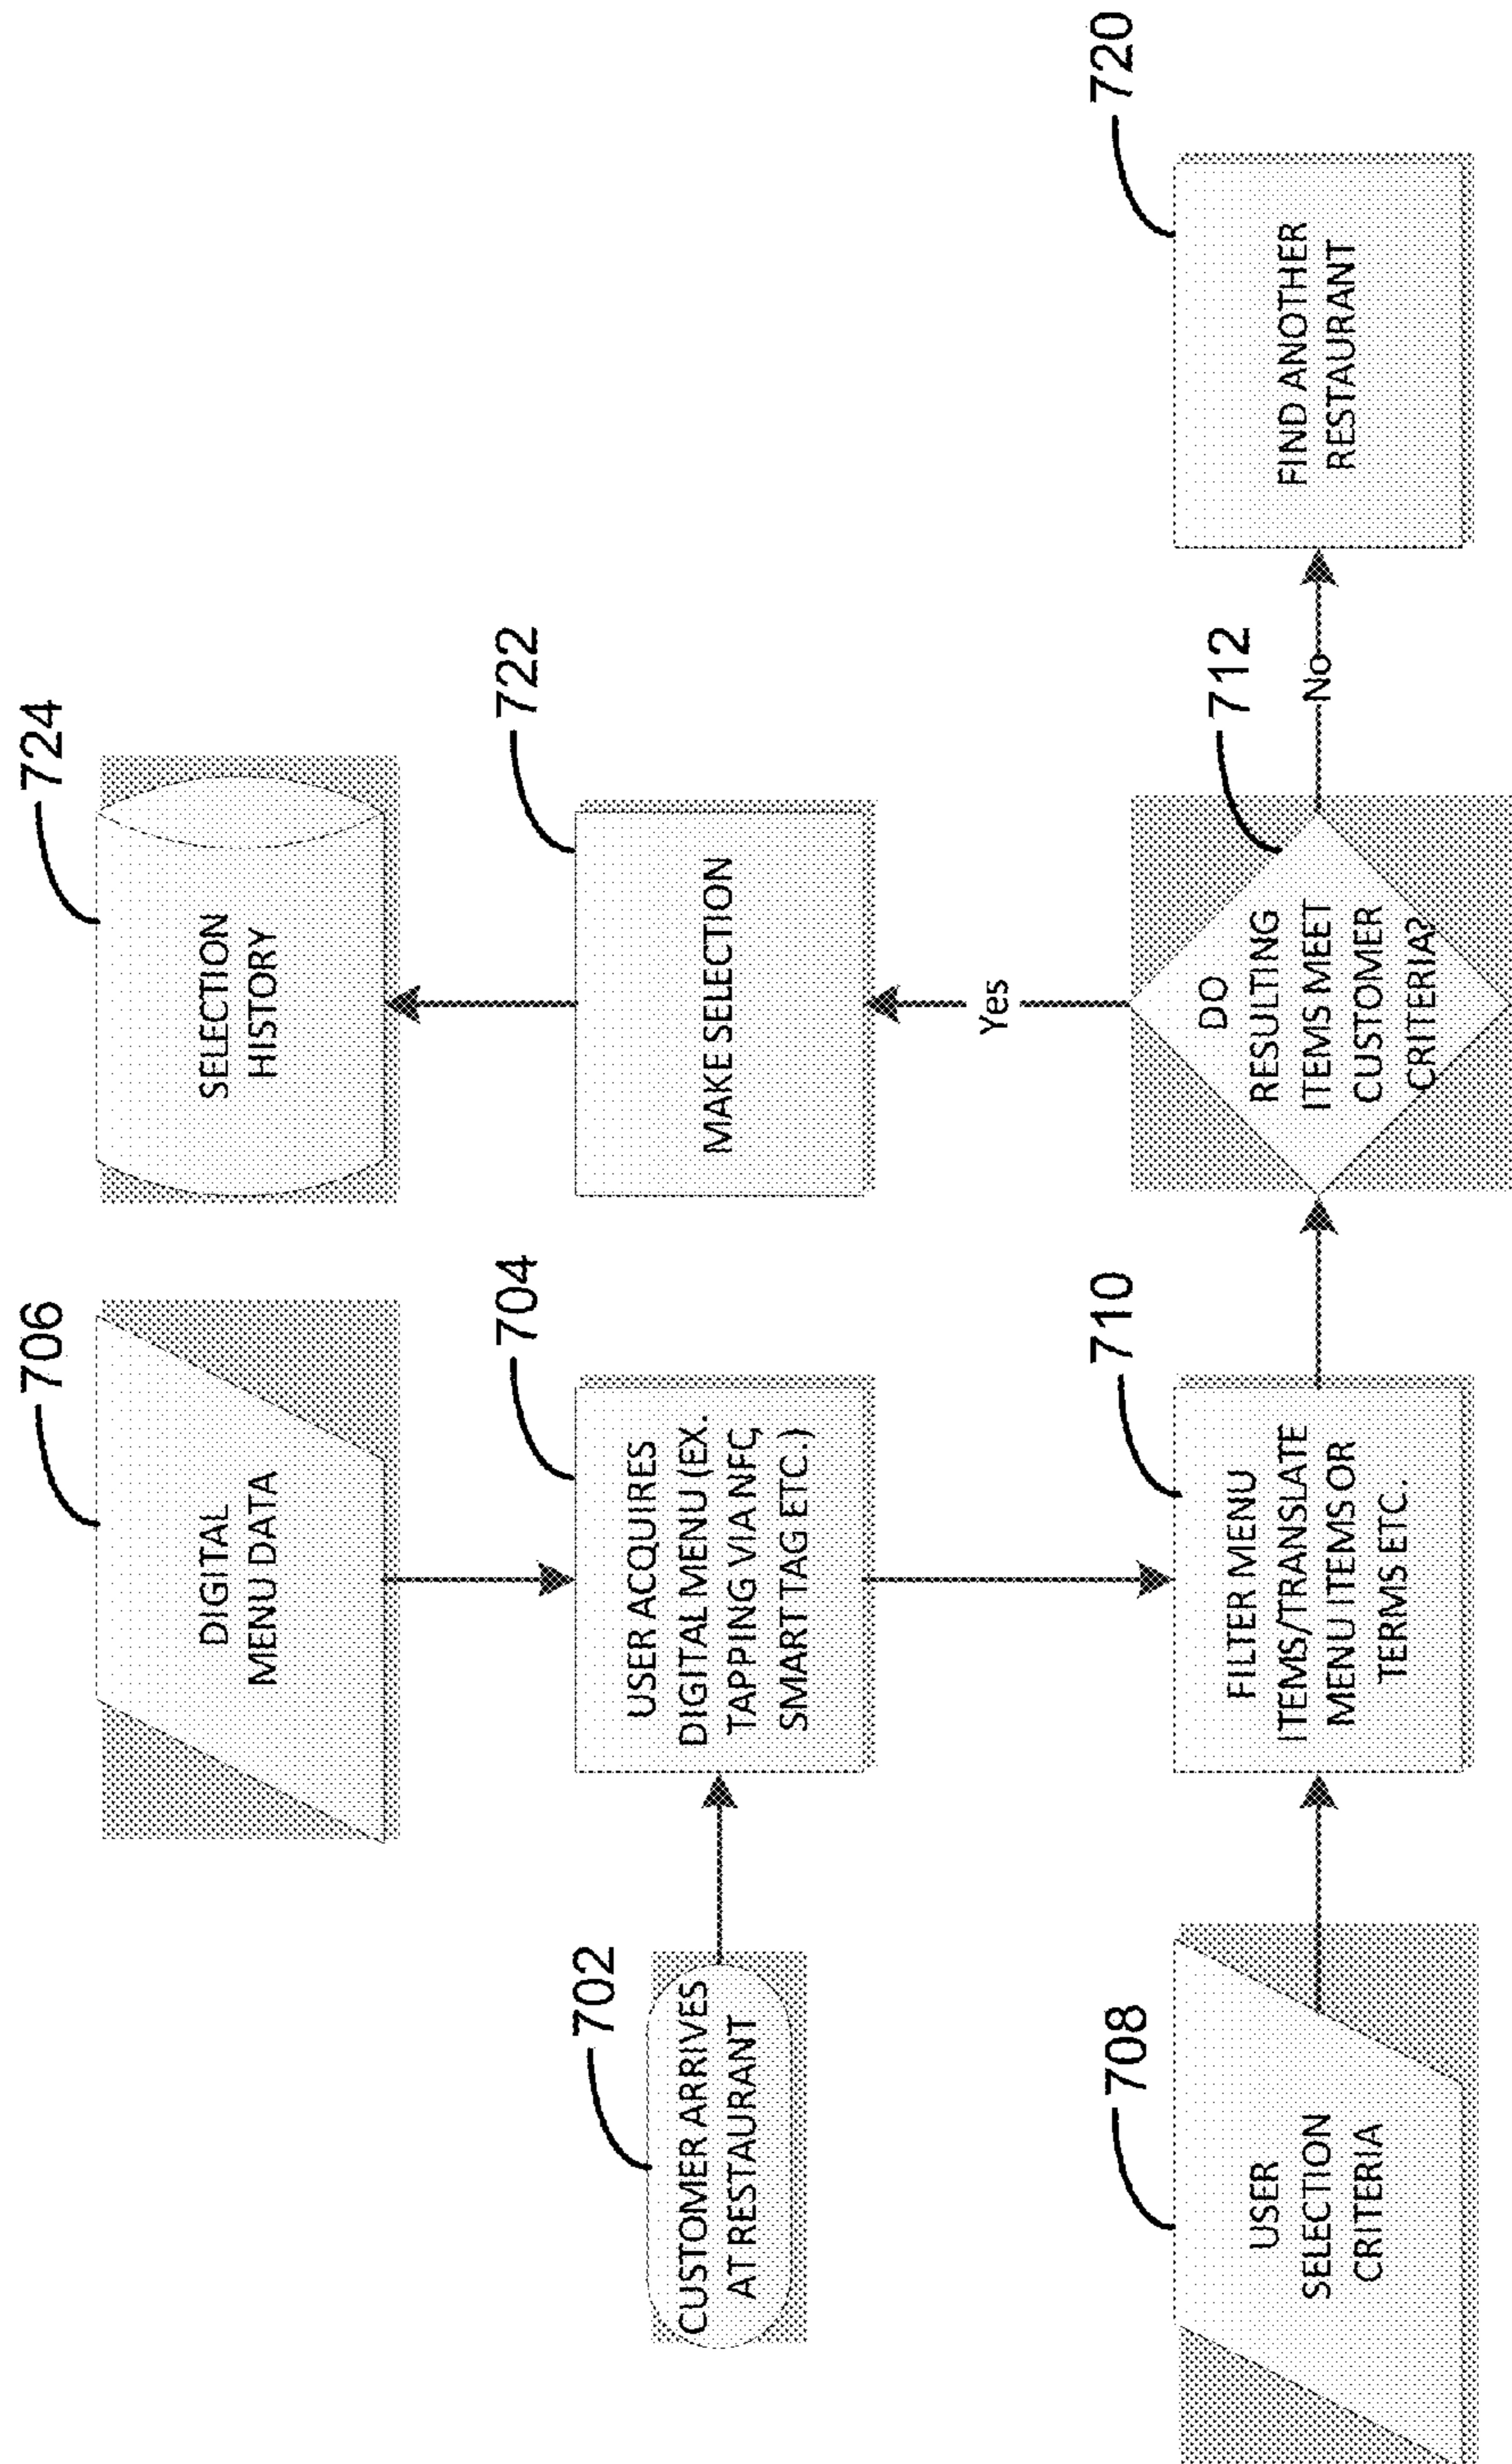 706
DIGITAL
MENU DATA
724
SELECTION
HISTORY
702
CUSTOMER ARRIVES
AT RESTAURANT
704
USER ACQUIRES
DIGITAL MENU (EX.
TAPPING VIA NFC,
SMART TAG ETC.)
722
MAKE SELECTION
Yes
708
USER
SELECTION
CRITERIA
710
FILTER MENU
ITEMS/TRANSLATE
MENU ITEMS OR
TERMS ETC.
712
DO
RESULTING
ITEMS MEET
CUSTOMER
CRITERIA?
No
720
FIND ANOTHER
RESTAURANT